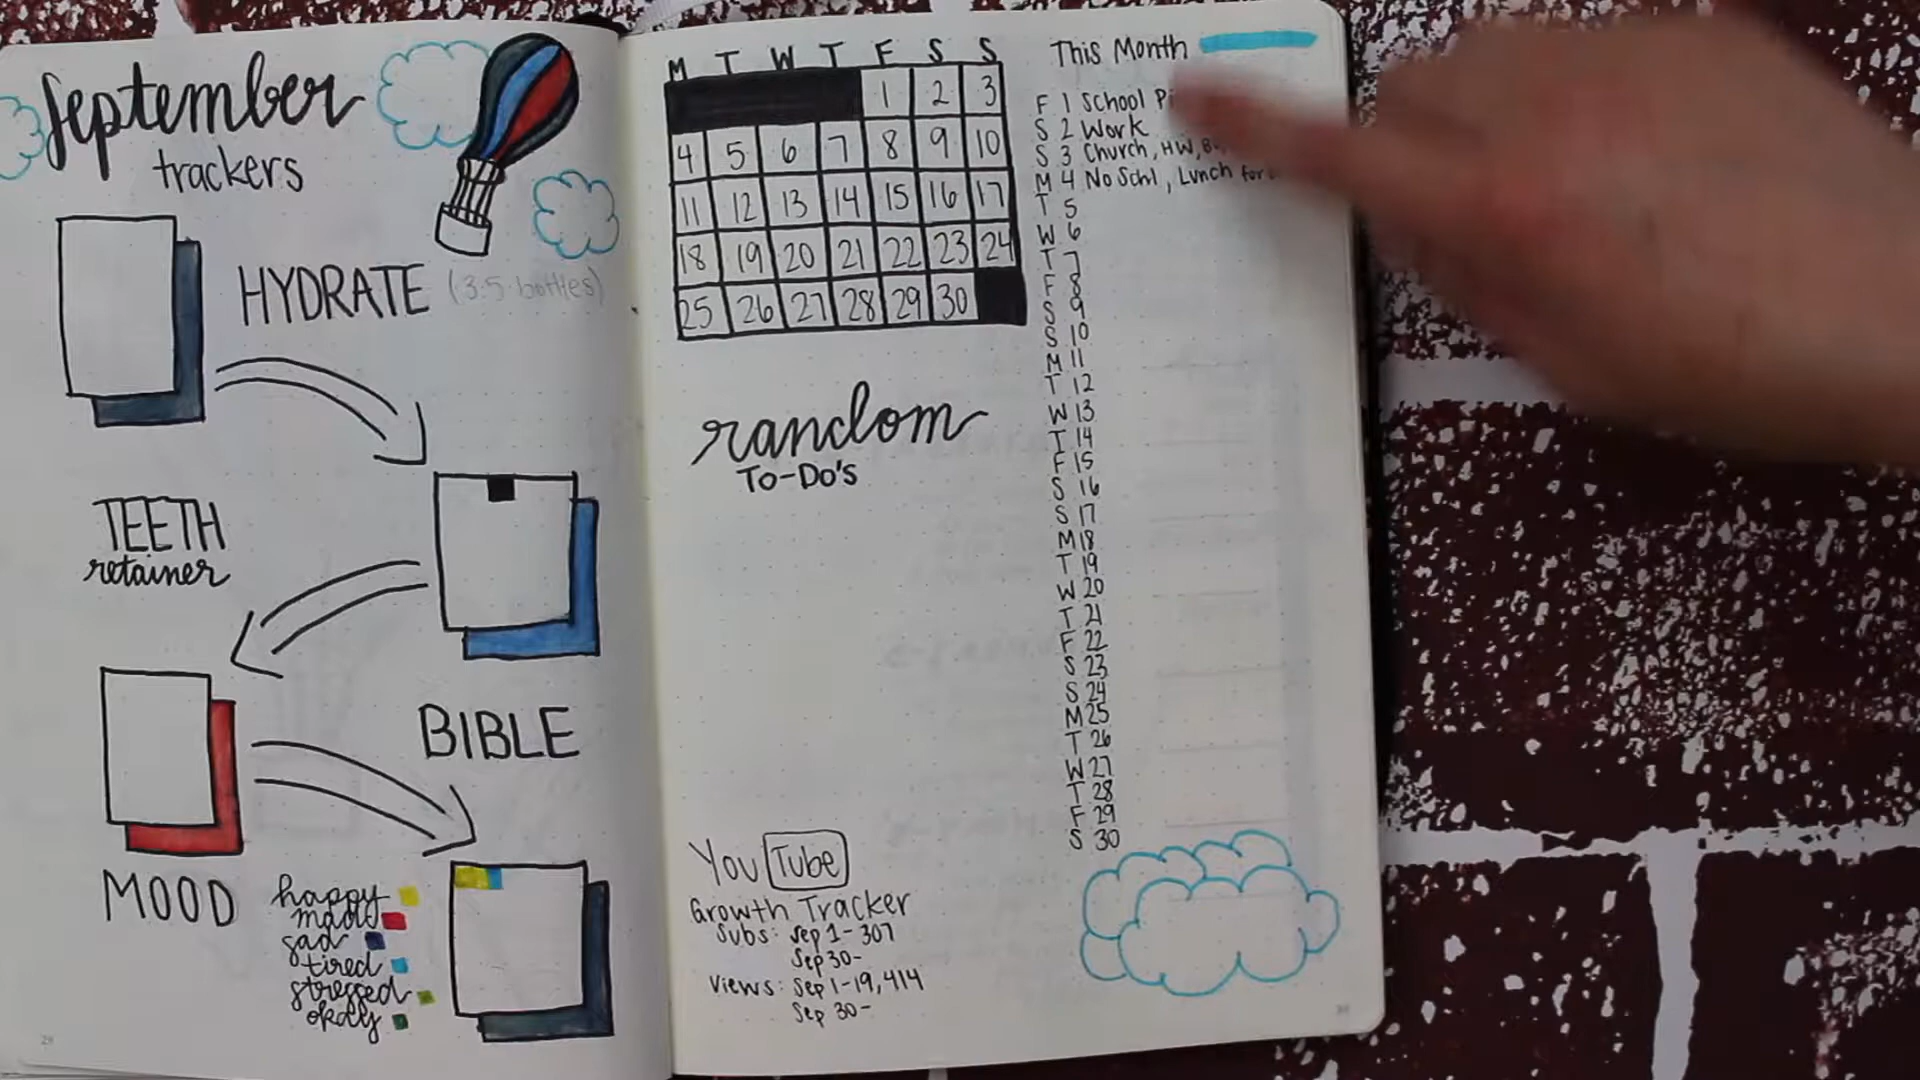 September
trackers
HYDRATE (3.5 bottles)
TEETH
retainer
BIBLE
MOOD
happy
mad
sad
tired
stressed
okay
M T W T F S S
1 2 3
4 5 6 7 8 9 10
11 12 13 14 15 16 17
18 19 20 21 22 23 24
25 26 27 28 29 30
random
To-Do's
You Tube
Growth Tracker
Subs: Sep 1-307
Sep 30-
Views: Sep 1-19,414
Sep 30-
This Month
F 1 School
S 2 Work
S 3 Church, HW,
M 4 No Schl, Lunch for
T 5
W 6
T 7
F 8
S 9
S 10
M 11
T 12
W 13
T 14
F 15
S 16
S 17
M 18
T 19
W 20
T 21
F 22
S 23
S 24
M 25
T 26
W 27
T 28
F 29
S 30